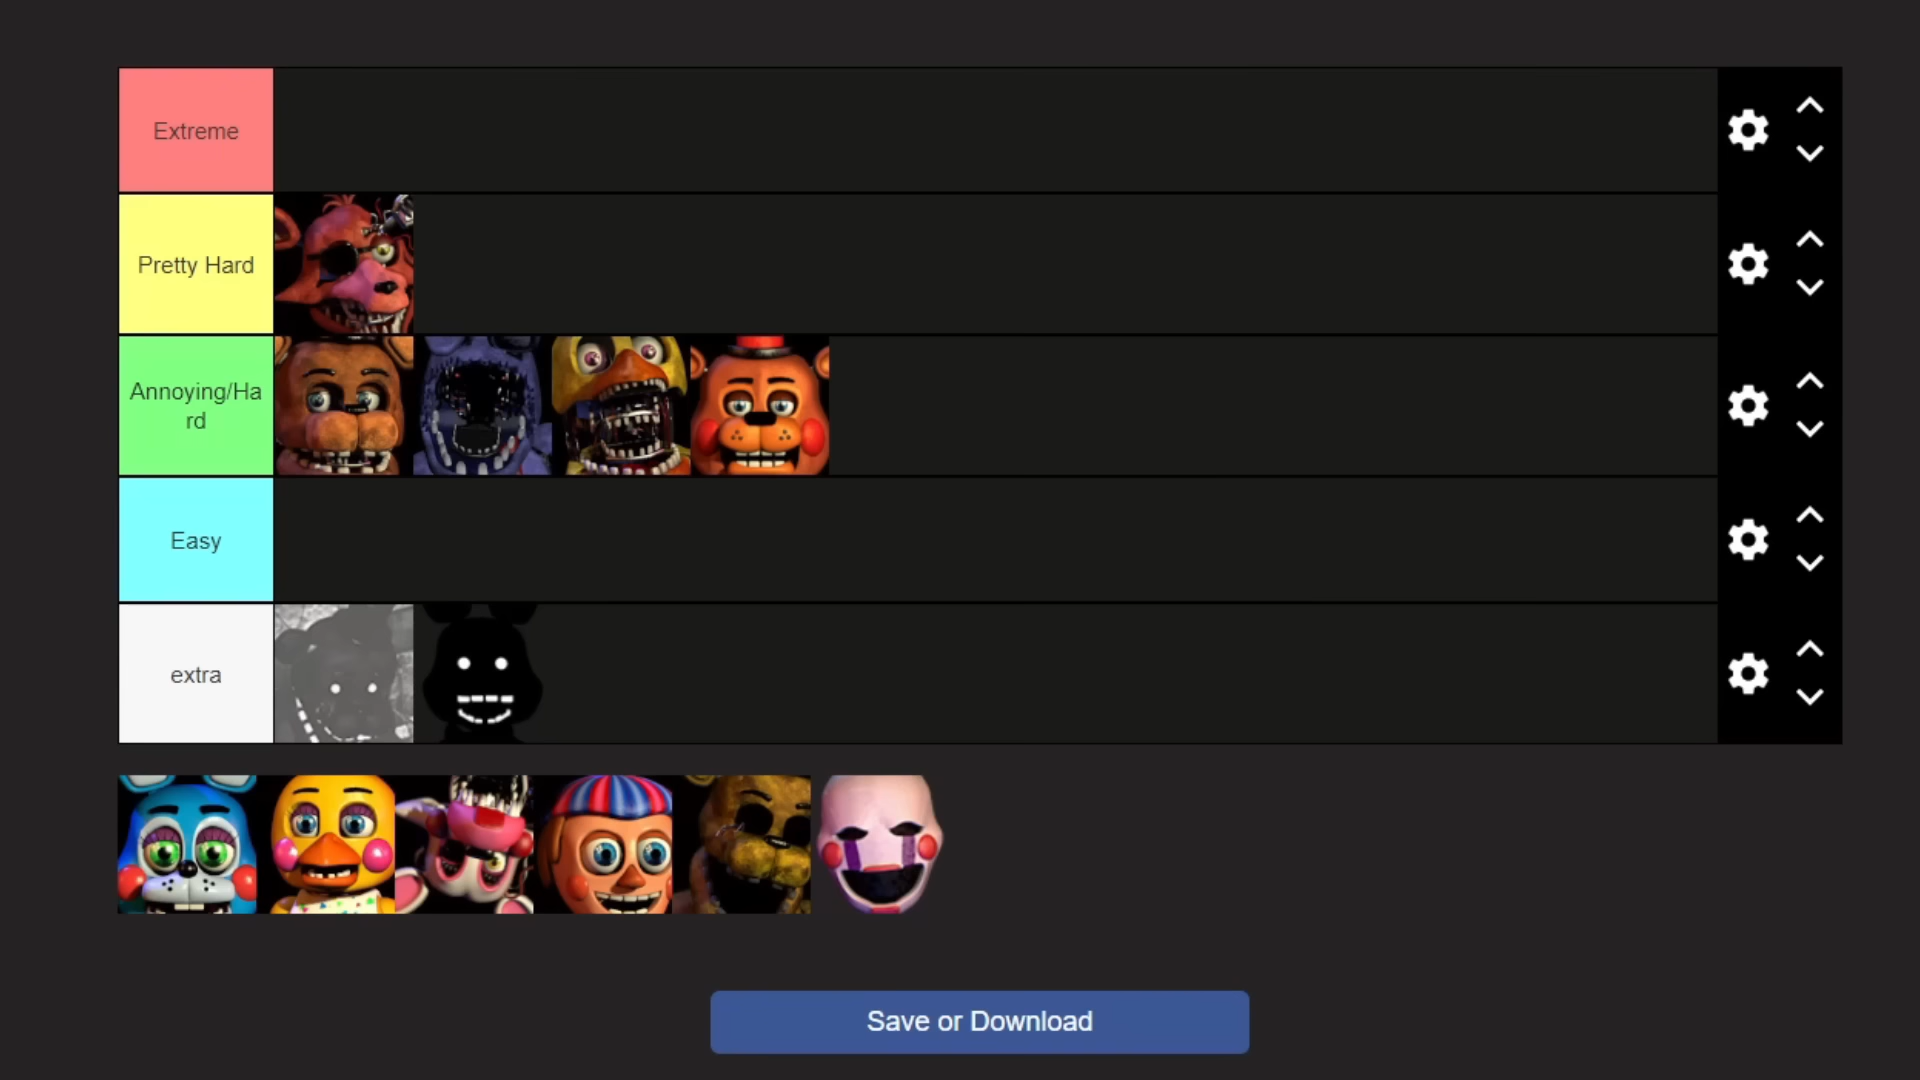 Extreme
Pretty Hard
Annoying/Ha
rd
Easy
extra
Save or Download